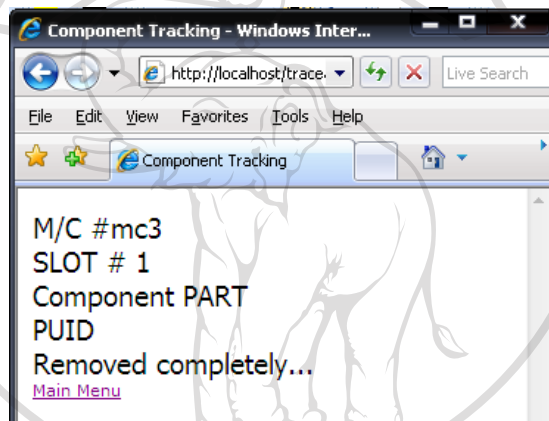 Component Tracking - Windows Inter...
http://localhost/trace.
Live Search
File Edit View Favorites Tools Help
Component Tracking
M/C #mc3
SLOT # 1
Component PART
PUID
Removed completely...
Main Menu